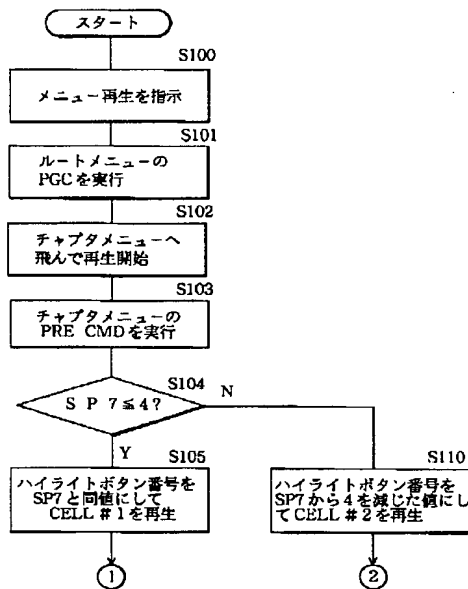 スタート
S100
メニュー再生を指示
S101
ルートメニューの
PGCを実行
S102
チャプタメニューへ
飛んで再生開始
S103
チャプタメニューの
PRE CMDを実行
S104
SP7≦4?
N
Y
S105
ハイライトボタン番号を
SP7と同値にして
CELL #1を再生
S110
ハイライトボタン番号を
SP7から4を減じた値にし
てCELL #2を再生
1
2